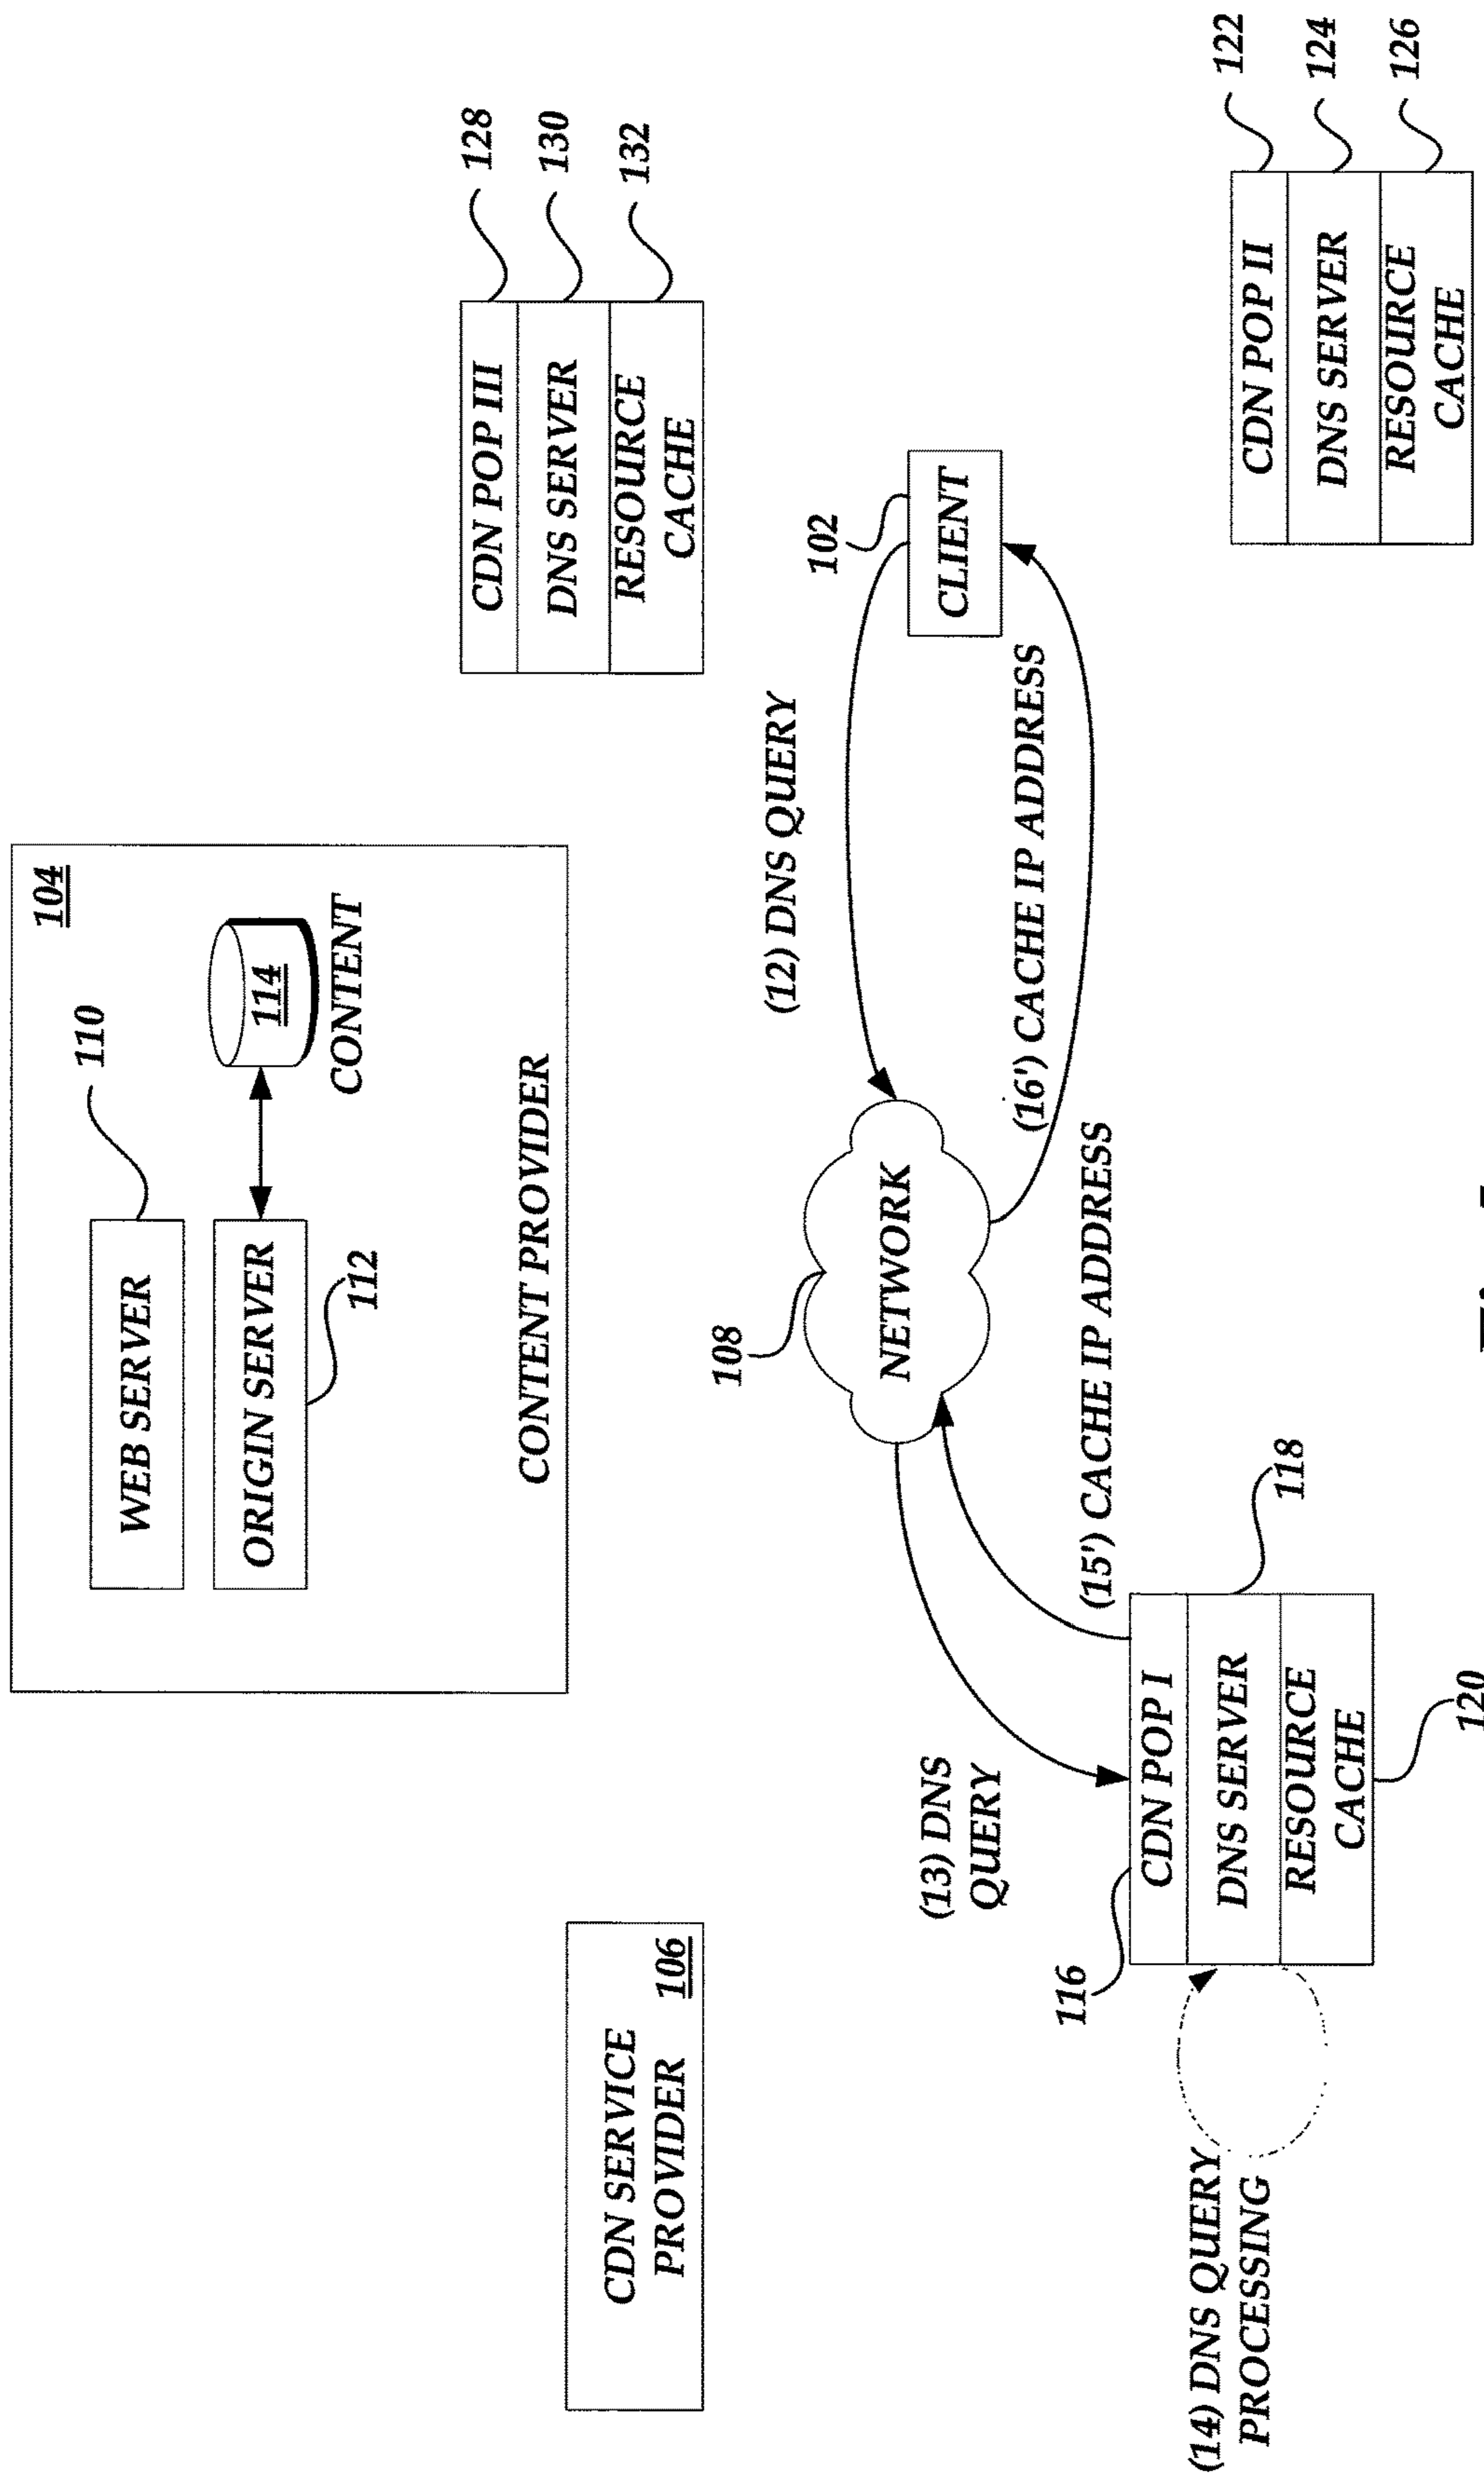 104
WEB SERVER
110
ORIGIN SERVER
112
114
CONTENT
CONTENT PROVIDER
CDN SERVICE
PROVIDER
106
CDN POP III
DNS SERVER
RESOURCE
CACHE
128
130
132
108
NETWORK
(12) DNS QUERY
102
CLIENT
(13) DNS
QUERY
(16') CACHE IP ADDRESS
(15') CACHE IP ADDRESS
116
CDN POP I
DNS SERVER
RESOURCE
CACHE
118
120
(14) DNS QUERY
PROCESSING
CDN POP II
DNS SERVER
RESOURCE
CACHE
122
124
126